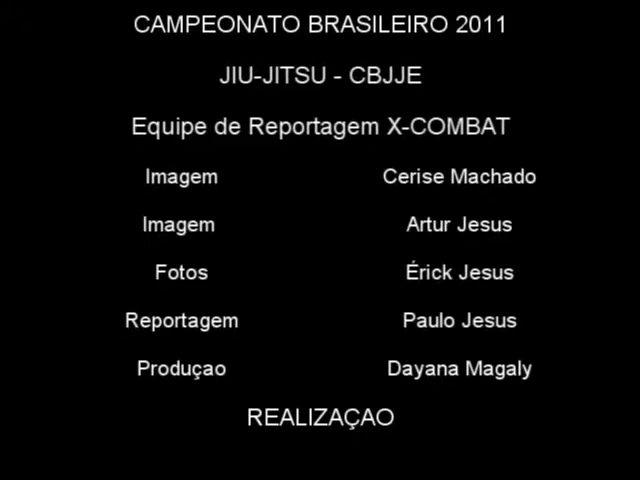 CAMPEONATO BRASILEIRO 2011
JIU-JITSU - CBJJE
Equipe de Reportagem X-COMBAT
Imagem Cerise Machado
Imagem Artur Jesus
Fotos Érick Jesus
Reportagem Paulo Jesus
Produçao Dayana Magaly
REALIZAÇAO